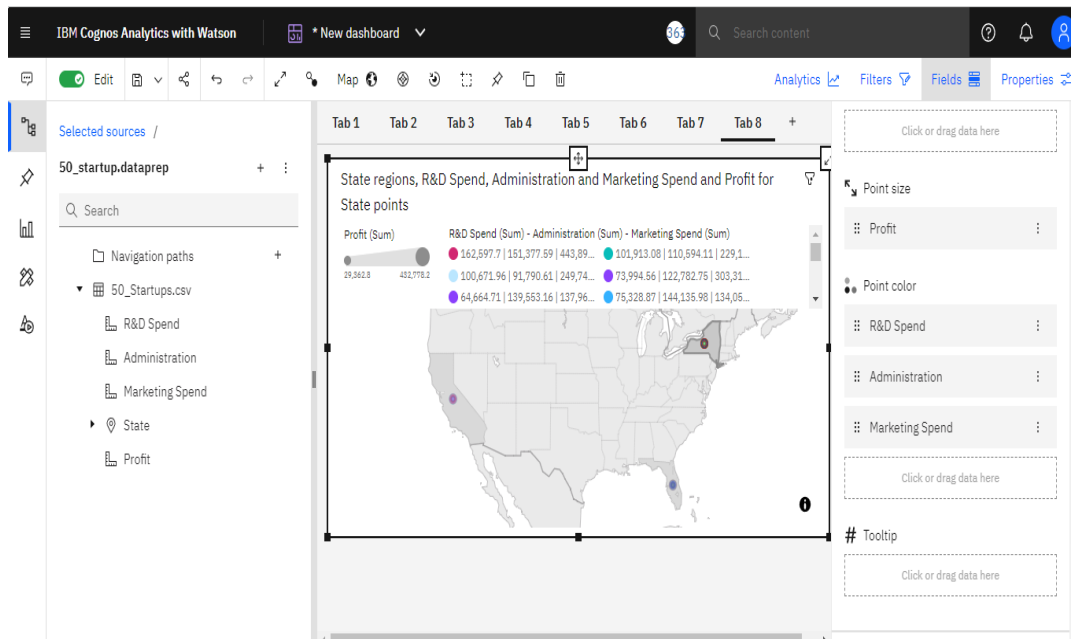 IBM Cognos Analytics with Watson
* New dashboard
363
Search content
Edit
Map
Analytics
Filters
Fields
Properties
Selected sources /
50_startup.dataprep
Search
Navigation paths
50_Startups.csv
R&D Spend
Administration
Marketing Spend
State
Profit
Tab 1 Tab 2 Tab 3 Tab 4 Tab 5 Tab 6 Tab 7 Tab 8 +
State regions, R&D Spend, Administration and Marketing Spend and Profit for
State points
Profit (Sum)
29,362.8 482,778.2
R&D Spend (Sum) - Administration (Sum) - Marketing Spend (Sum)
162,597.7 | 151,377.59 | 443,89... 101,913.08 | 110,594.11 | 229,1...
100,671.96 | 91,790.61 | 249,74... 73,994.56 | 122,782.75 | 303,31...
64,664.71 | 139,553.16 | 137,96... 75,328.87 | 144,135.98 | 134,05...
Click or drag data here
Point size
Profit
Point color
R&D Spend
Administration
Marketing Spend
Click or drag data here
# Tooltip
Click or drag data here